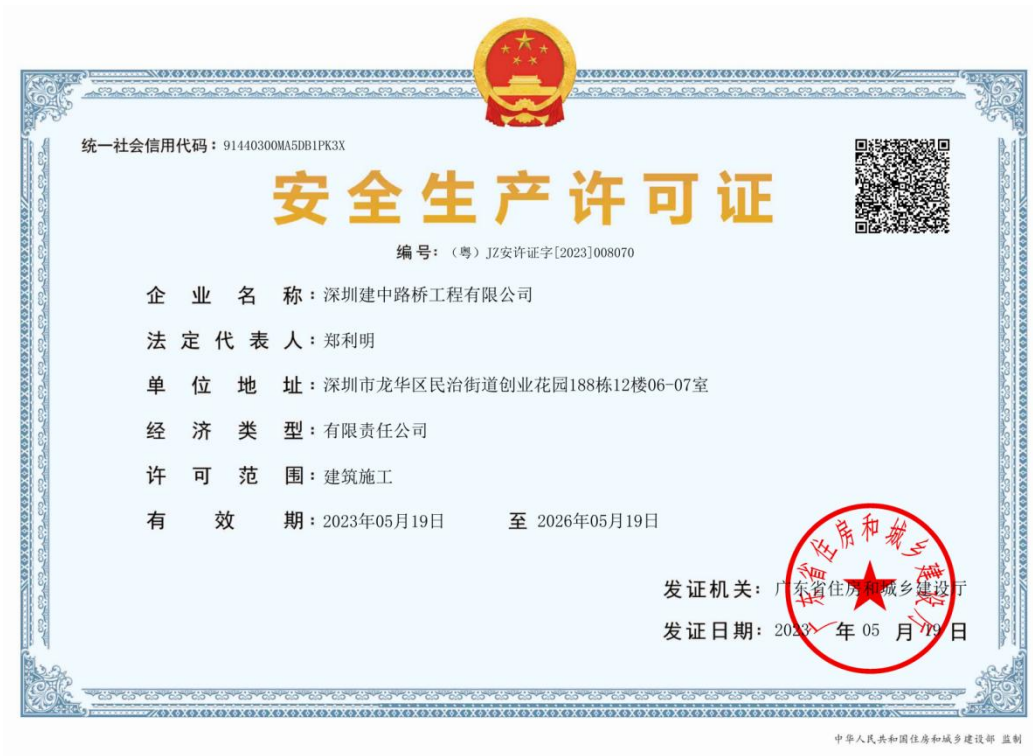 统一社会信用代码：91440300MA5DB1PK3X
安全生产许可证
编号：（粤）JZ安许证字[2023]008070
企业名称：深圳建中路桥工程有限公司
法定代表人：郑利明
单位地址：深圳市龙华区民治街道创业花园188栋12楼06-07室
经济类型：有限责任公司
许可范围：建筑施工
有效期：2023年05月19日 至 2026年05月19日
广东省住房和城乡建设厅
发证机关：广东省住房和城乡建设厅
发证日期：2023 年 05 月 19 日
中华人民共和国住房和城乡建设部 监制